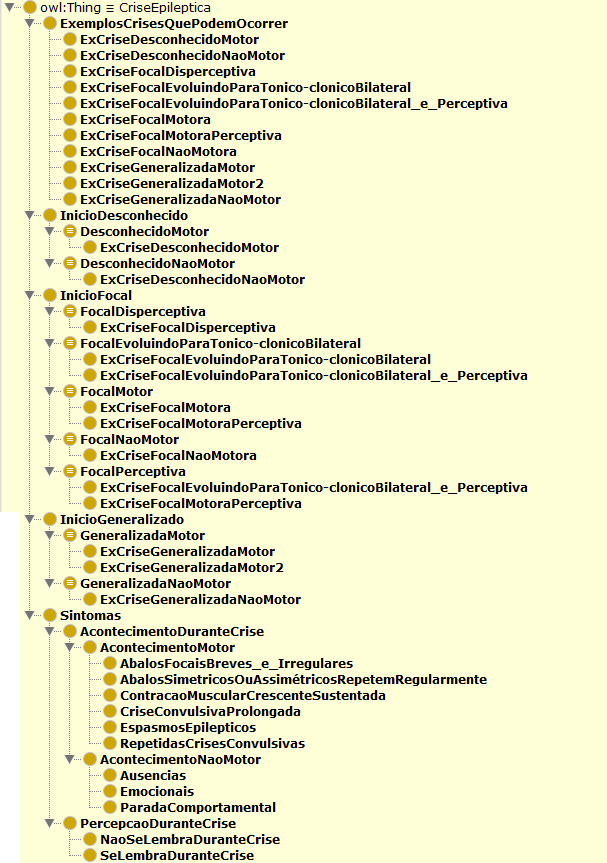 owl:Thing ≡ CriseEpileptica
ExemplosCrisesQuePodemOcorrer
ExCriseDesconhecidoMotor
ExCriseDesconhecidoNaoMotor
ExCriseFocalDisperceptiva
ExCriseFocalEvoluindoParaTonico-clonicoBilateral
ExCriseFocalEvoluindoParaTonico-clonicoBilateral_e_Perceptiva
ExCriseFocalMotora
ExCriseFocalMotoraPerceptiva
ExCriseFocalNaoMotora
ExCriseGeneralizadaMotor
ExCriseGeneralizadaMotor2
ExCriseGeneralizadaNaoMotor
InicioDesconhecido
DesconhecidoMotor
ExCriseDesconhecidoMotor
DesconhecidoNaoMotor
ExCriseDesconhecidoNaoMotor
InicioFocal
FocalDisperceptiva
ExCriseFocalDisperceptiva
FocalEvoluindoParaTonico-clonicoBilateral
ExCriseFocalEvoluindoParaTonico-clonicoBilateral
ExCriseFocalEvoluindoParaTonico-clonicoBilateral_e_Perceptiva
FocalMotor
ExCriseFocalMotora
ExCriseFocalMotoraPerceptiva
FocalNaoMotor
ExCriseFocalNaoMotora
FocalPerceptiva
ExCriseFocalEvoluindoParaTonico-clonicoBilateral_e_Perceptiva
ExCriseFocalMotoraPerceptiva
InicioGeneralizado
GeneralizadaMotor
ExCriseGeneralizadaMotor
ExCriseGeneralizadaMotor2
GeneralizadaNaoMotor
ExCriseGeneralizadaNaoMotor
Sintomas
AcontecimentoDuranteCrise
AcontecimentoMotor
AbalosFocaisBreves_e_Irregulares
AbalosSimetricosOuAssimétricosRepetemRegularmente
ContracaoMuscularCrescenteSustentada
CriseConvulsivaProlongada
EspasmosEpilepticos
RepetidasCrisesConvulsivas
AcontecimentoNaoMotor
Ausencias
Emocionais
ParadaComportamental
PercepcaoDuranteCrise
NaoSeLembraDuranteCrise
SeLembraDuranteCrise